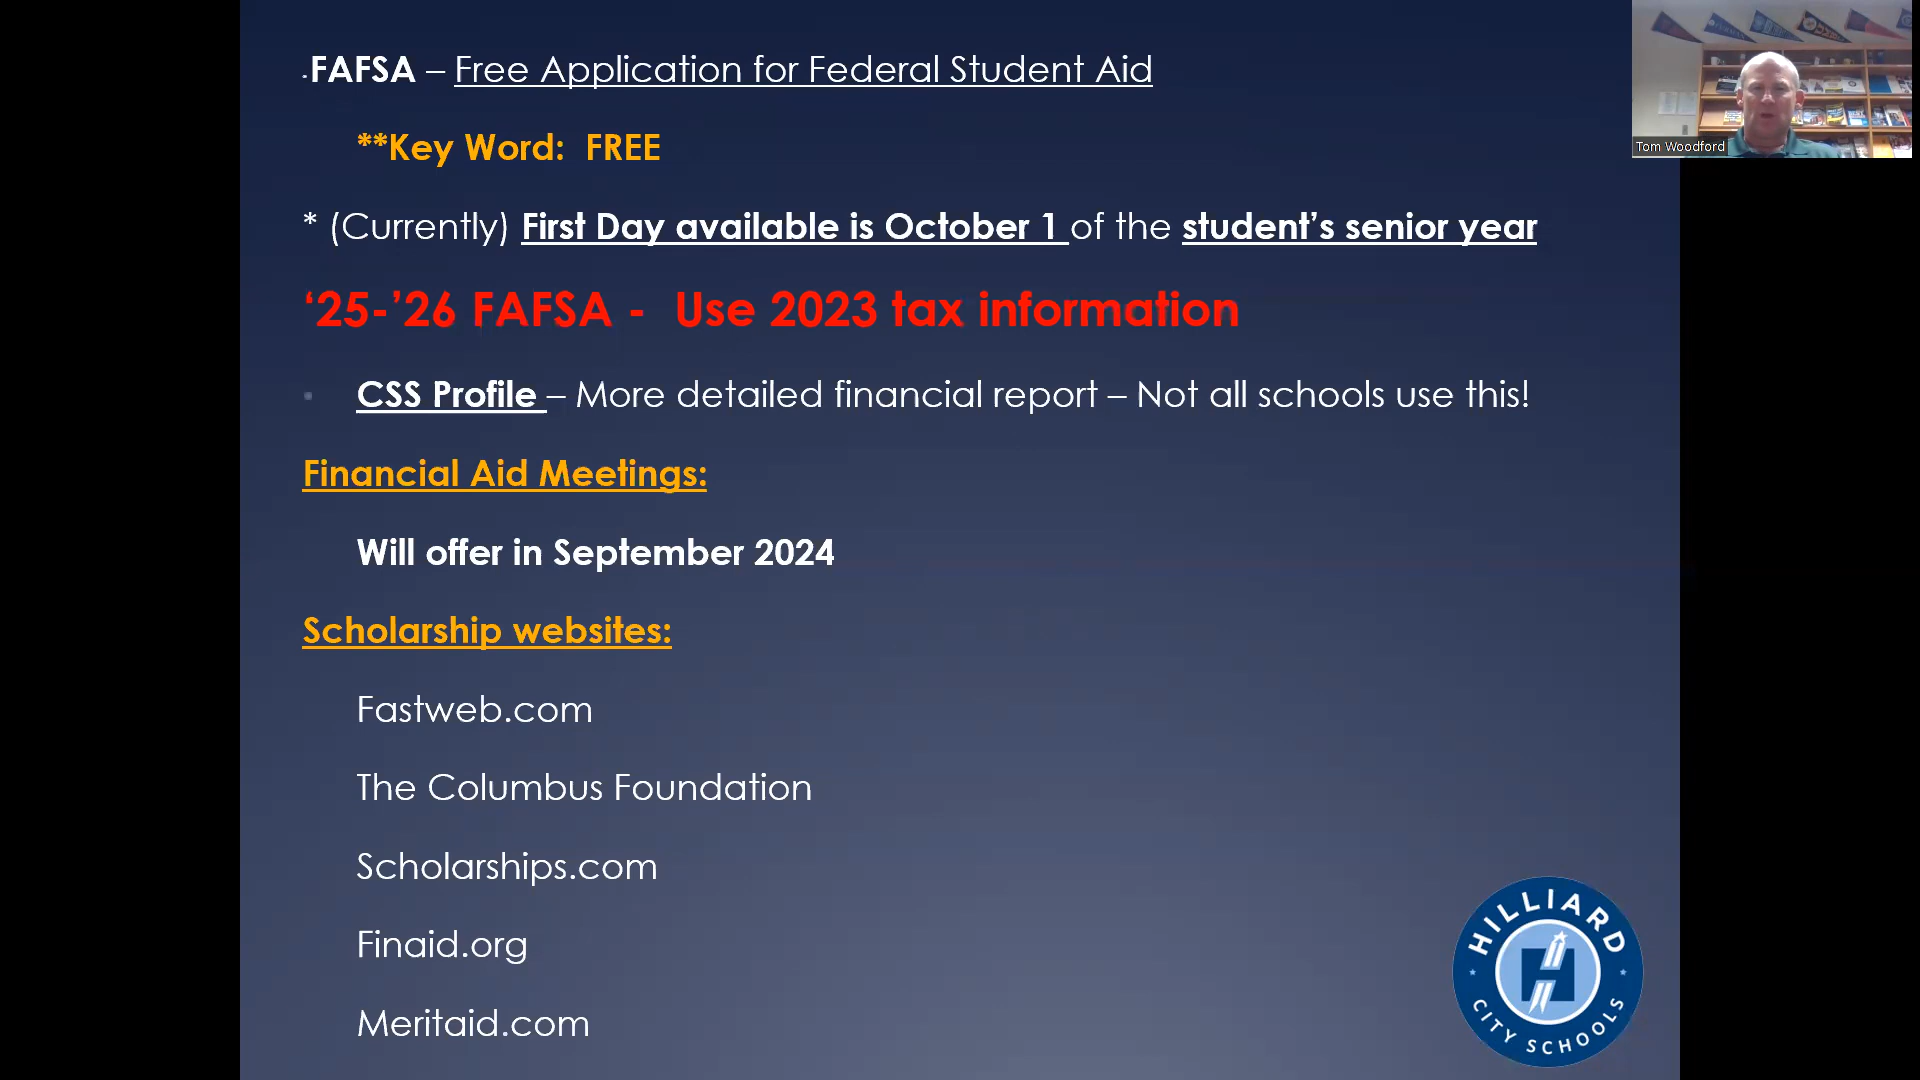 FAFSA – Free Application for Federal Student Aid
**Key Word: FREE
* (Currently) First Day available is October 1 of the student’s senior year
‘25-’26 FAFSA - Use 2023 tax information
CSS Profile – More detailed financial report – Not all schools use this!
Financial Aid Meetings:
Will offer in September 2024
Scholarship websites:
Fastweb.com
The Columbus Foundation
Scholarships.com
Finaid.org
Meritaid.com
Tom Woodford
HILLIARD
H
CITY SCHOOLS